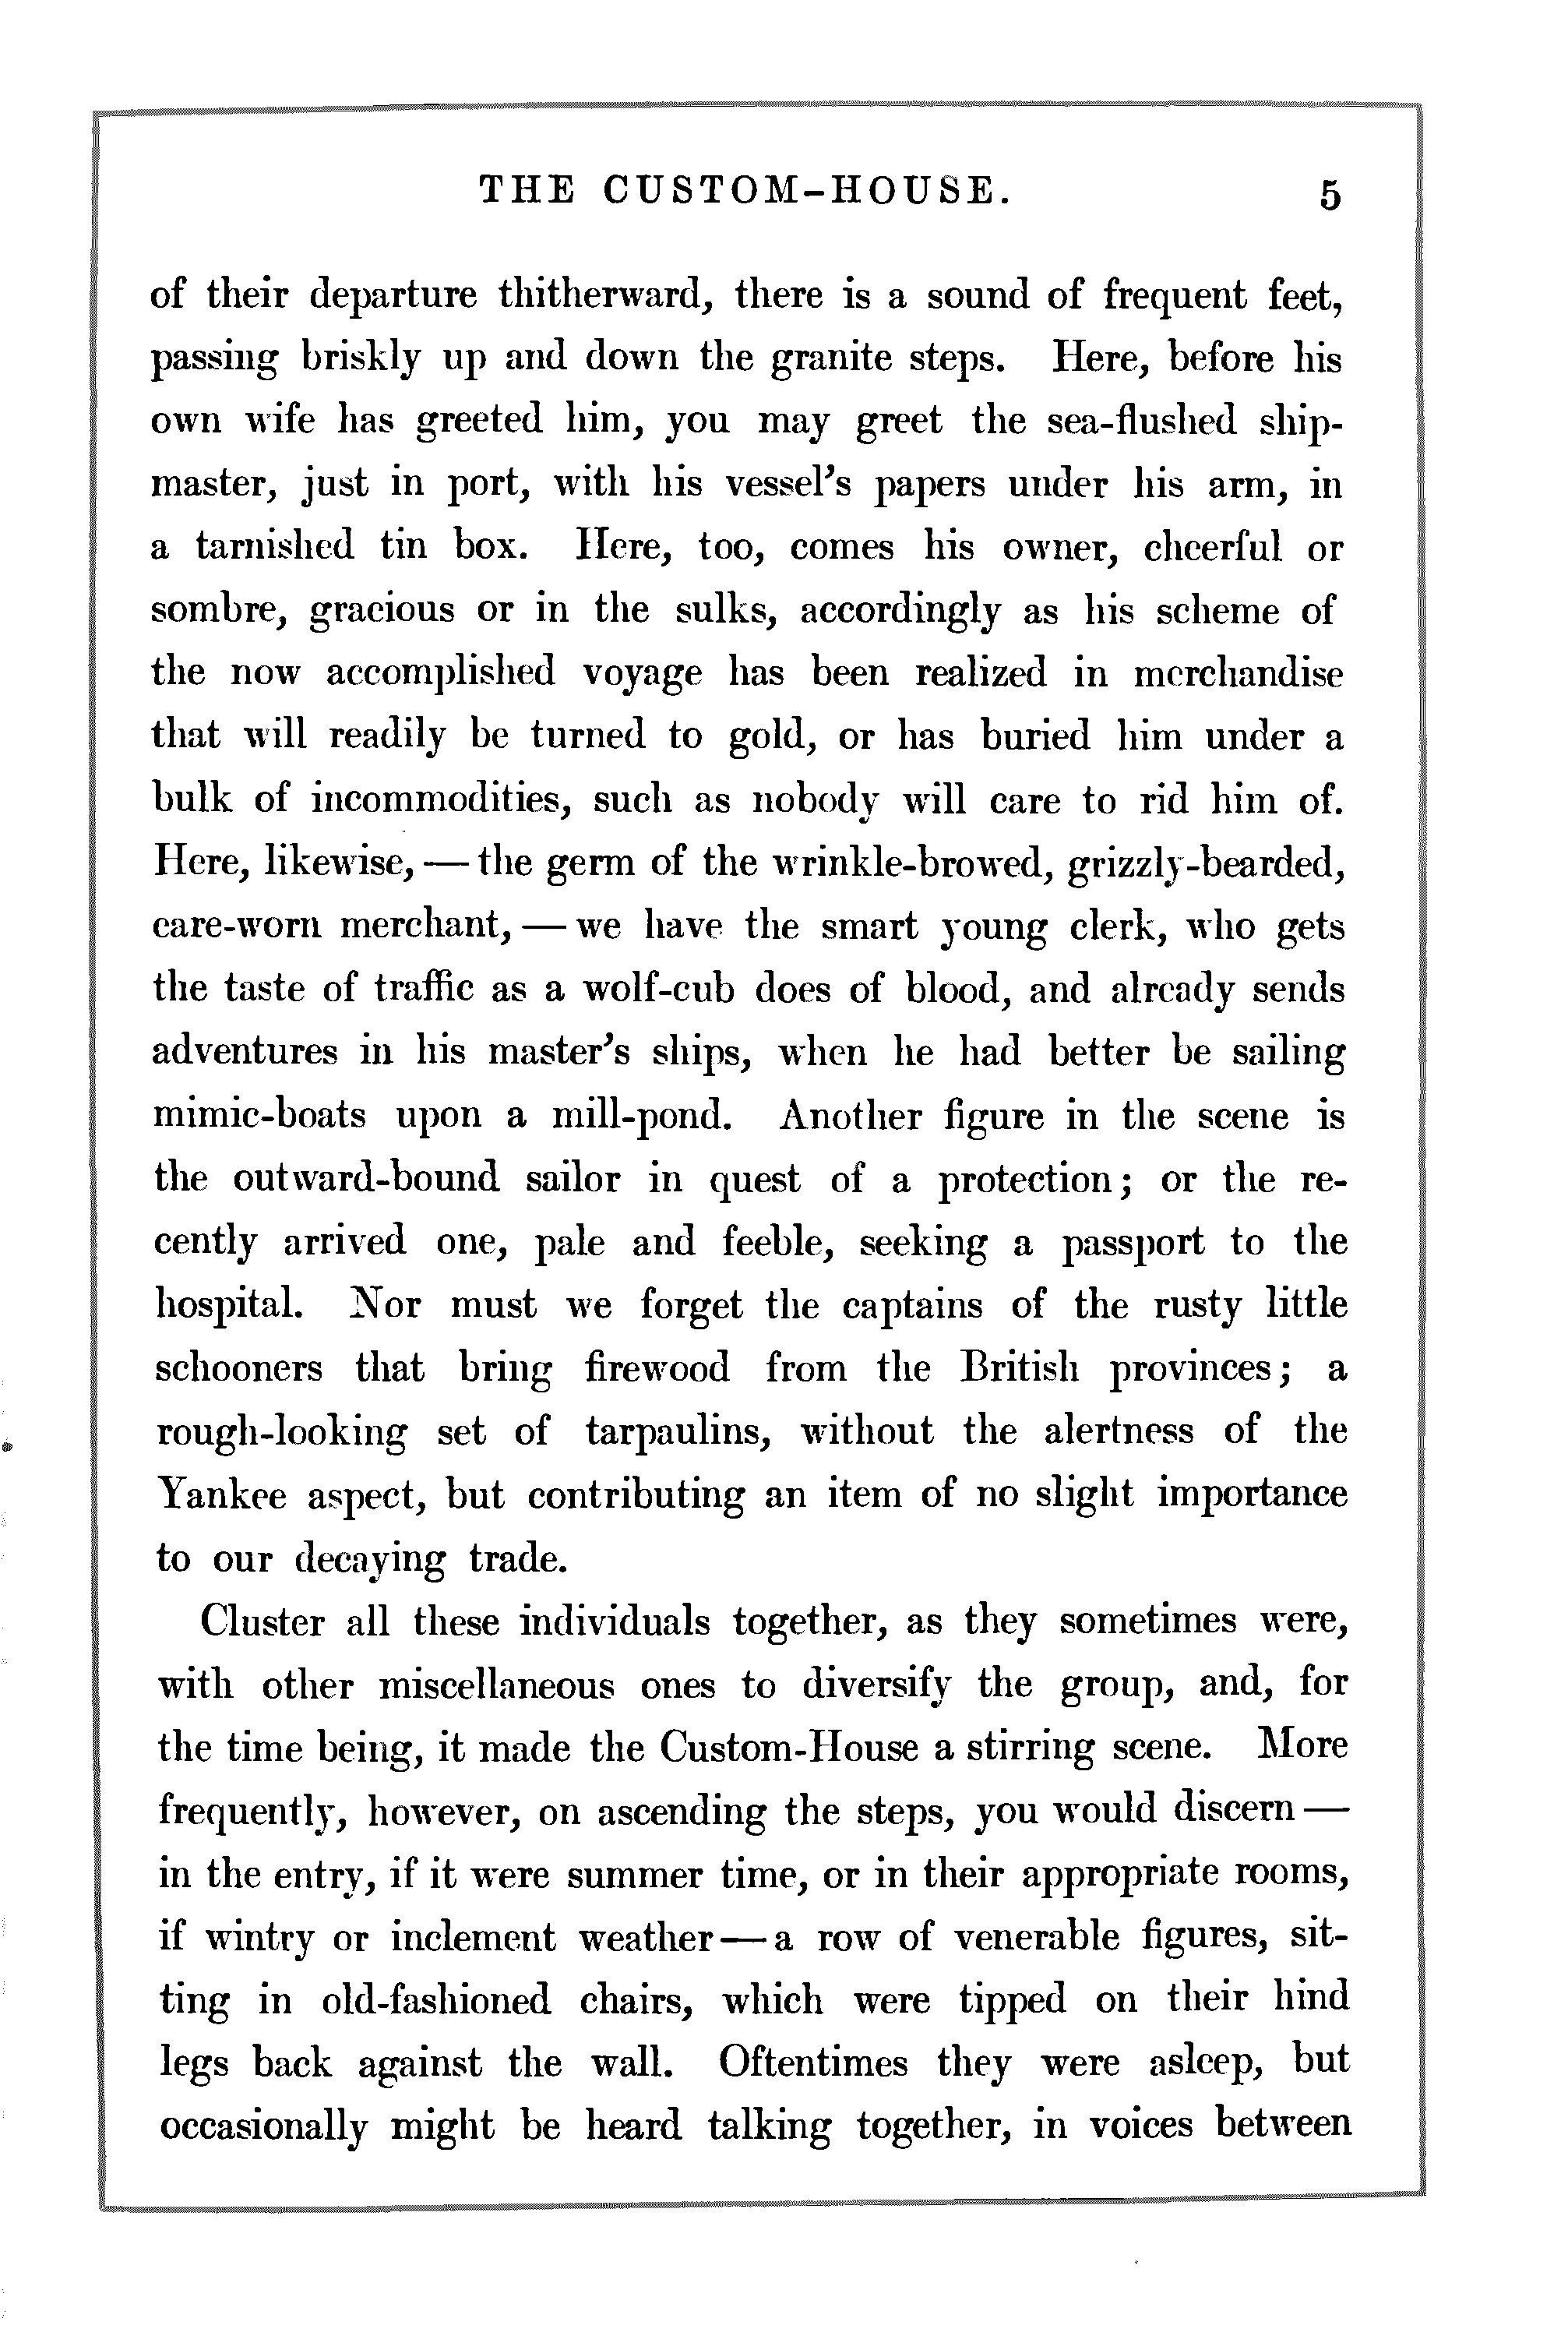 THE CUSTOM-HOUSE. 5
of their departure thitherward, there is a sound of frequent feet,
passing briskly up and down the granite steps. Here, before his
own wife has greeted him, you may greet the sea-flushed ship-
master, just in port, with his vessel's papers under his arm, in
a tarnished tin box. Here, too, comes his owner, cheerful or
sombre, gracious or in the sulks, accordingly as his scheme of
the now accomplished voyage has been realized in merchandise
that will readily be turned to gold, or has buried him under a
bulk of incommodities, such as nobody will care to rid him of.
Here, likewise, — the germ of the wrinkle-browed, grizzly-bearded,
care-worn merchant, — we have the smart young clerk, who gets
the taste of traffic as a wolf-cub does of blood, and already sends
adventures in his master's ships, when he had better be sailing
mimic-boats upon a mill-pond. Another figure in the scene is
the outward-bound sailor in quest of a protection; or the re-
cently arrived one, pale and feeble, seeking a passport to the
hospital. Nor must we forget the captains of the rusty little
schooners that bring firewood from the British provinces; a
rough-looking set of tarpaulins, without the alertness of the
Yankee aspect, but contributing an item of no slight importance
to our decaying trade.
Cluster all these individuals together, as they sometimes were,
with other miscellaneous ones to diversify the group, and, for
the time being, it made the Custom-House a stirring scene. More
frequently, however, on ascending the steps, you would discern —
in the entry, if it were summer time, or in their appropriate rooms,
if wintry or inclement weather — a row of venerable figures, sit-
ting in old-fashioned chairs, which were tipped on their hind
legs back against the wall. Oftentimes they were asleep, but
occasionally might be heard talking together, in voices between